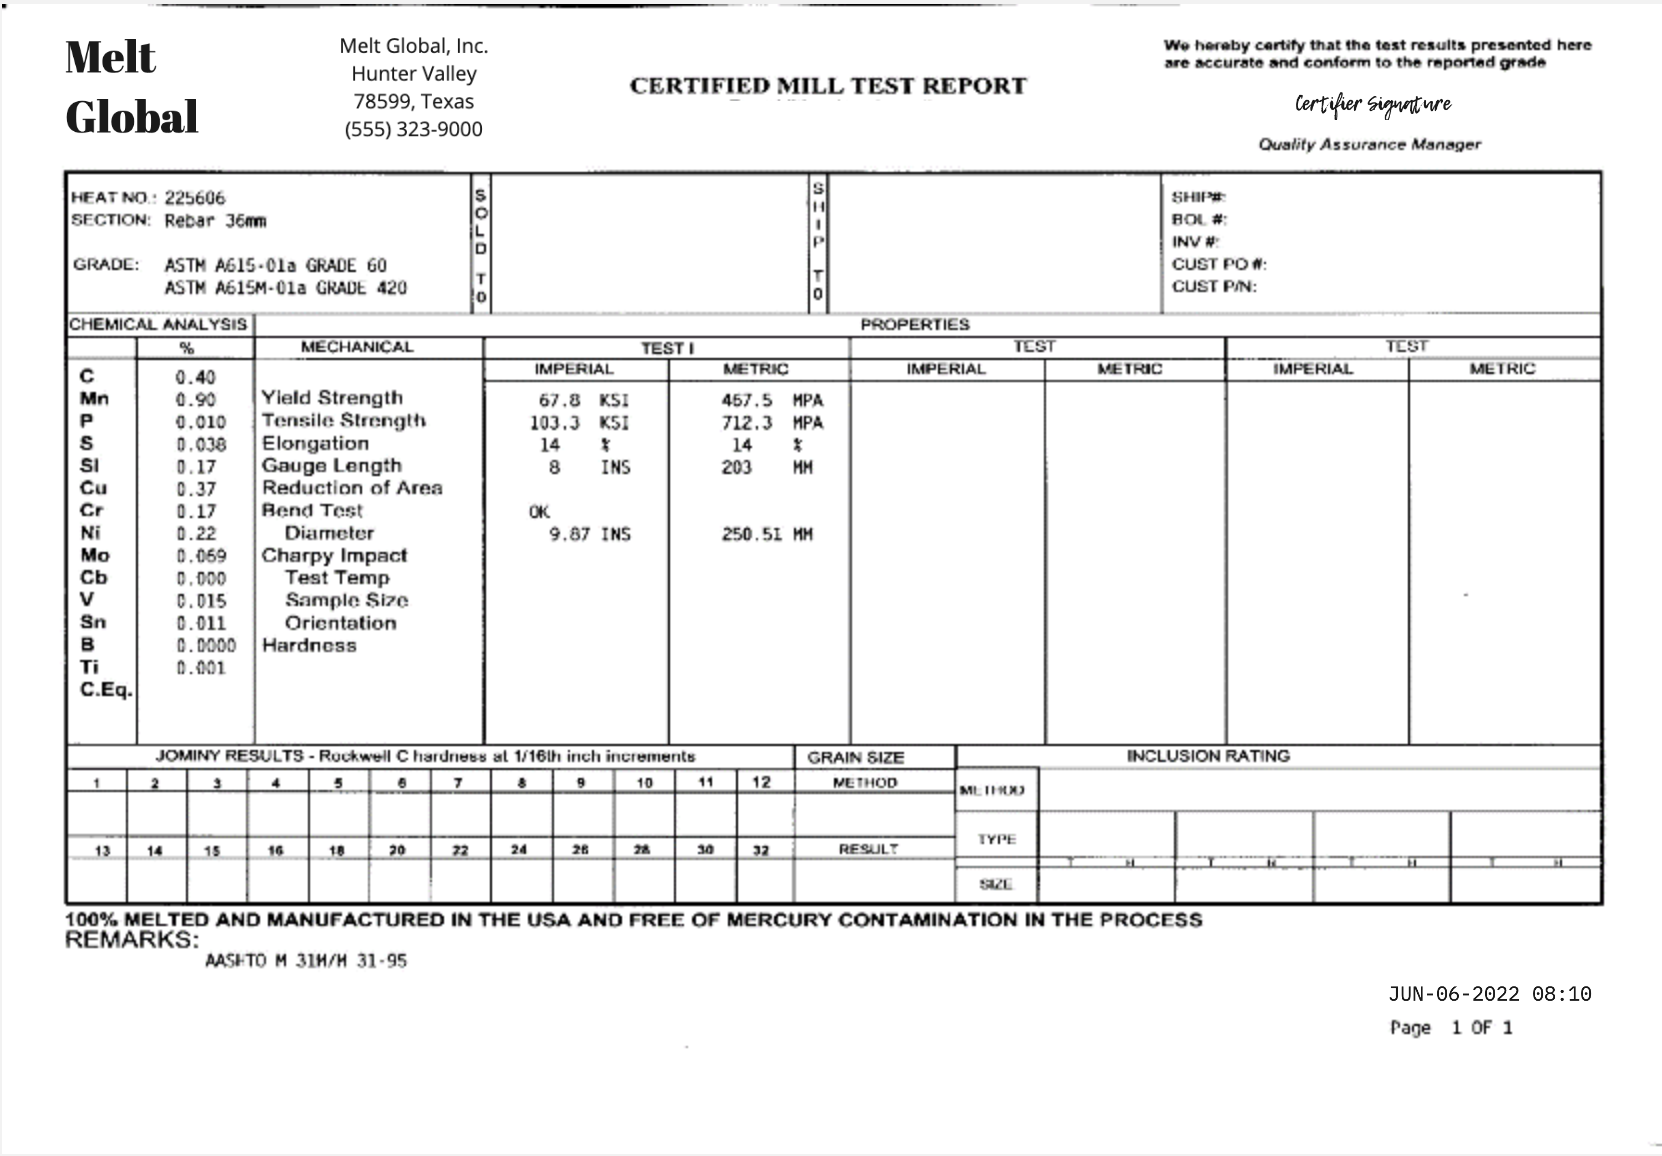 Melt
Global
Melt Global, Inc.
Hunter Valley
78599, Texas
(555) 323-9000
CERTIFIED MILL TEST REPORT
We hereby certify that the test results presented here
are accurate and conform to the reported grade
Certifier Signature
Quality Assurance Manager
HEAT NO.: 225606
SECTION: Rebar 36mm
GRADE: ASTM A615-01a GRADE 60
ASTM A615M-01a GRADE 420
SOLD TO
SHIP TO
SHIP#:
BOL #:
INV #:
CUST PO #:
CUST P/N:
CHEMICAL ANALYSIS PROPERTIES
% MECHANICAL TEST I TEST TEST
IMPERIAL METRIC IMPERIAL METRIC IMPERIAL METRIC
C 0.40
Mn 0.90 Yield Strength 67.8 KSI 467.5 MPA
P 0.010 Tensile Strength 103.3 KSI 712.3 MPA
S 0.038 Elongation 14 % 14 %
SI 0.17 Gauge Length 8 INS 203 MM
Cu 0.37 Reduction of Area
Cr 0.17 Bend Test OK
Ni 0.22 Diameter 9.87 INS 250.51 MM
Mo 0.069 Charpy Impact
Cb 0.000 Test Temp
V 0.015 Sample Size
Sn 0.011 Orientation
B 0.0000 Hardness
Ti 0.001
C.Eq.
JOMINY RESULTS - Rockwell C hardness at 1/16th inch increments GRAIN SIZE INCLUSION RATING
1 2 3 4 5 6 7 8 9 10 11 12 METHOD METHOD
13 14 15 16 18 20 22 24 26 28 30 32 RESULT TYPE
T H T H T H T H
SIZE
100% MELTED AND MANUFACTURED IN THE USA AND FREE OF MERCURY CONTAMINATION IN THE PROCESS
REMARKS:
AASHTO M 31M/M 31-95
JUN-06-2022 08:10
Page 1 OF 1